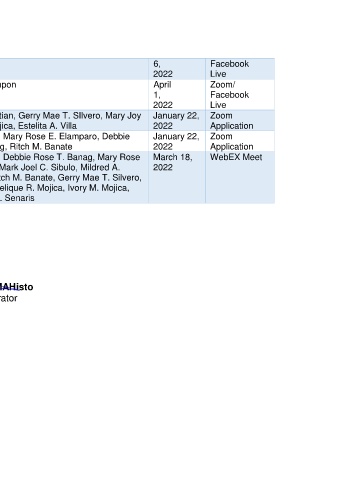 6,
2022
Facebook
Live
upon
April
1,
2022
Zoom/
Facebook
Live
tian, Gerry Mae T. SIlvero, Mary Joy
jica, Estelita A. Villa
January 22,
2022
Zoom
Application
, Mary Rose E. Elamparo, Debbie
g, Ritch M. Banate
January 22,
2022
Zoom
Application
, Debbie Rose T. Banag, Mary Rose
Mark Joel C. Sibulo, Mildred A.
tch M. Banate, Gerry Mae T. Silvero,
elique R. Mojica, Ivory M. Mojica,
. Senaris
March 18,
2022
WebEX Meet
MAHisto
rator